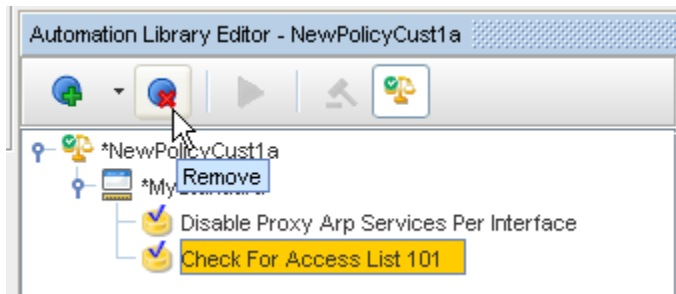 Automation Library Editor - NewPolicyCust1a
*NewPolicyCust1a
Remove
Disable Proxy Arp Services Per Interface
Check For Access List 101